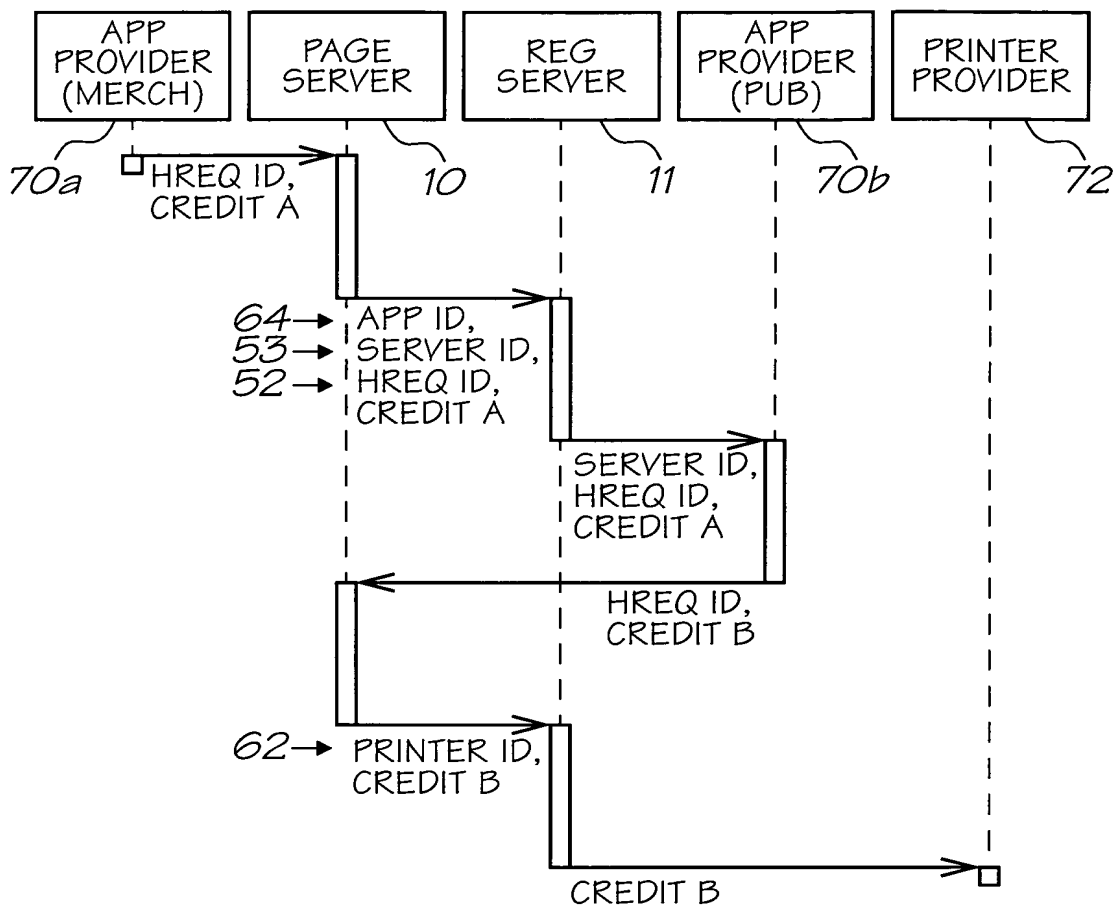 APP
PROVIDER
(MERCH)
PAGE
SERVER
REG
SERVER
APP
PROVIDER
(PUB)
PRINTER
PROVIDER
70a
10
11
70b
72
HREQ ID,
CREDIT A
64
APP ID,
53
SERVER ID,
52
HREQ ID,
CREDIT A
SERVER ID,
HREQ ID,
CREDIT A
HREQ ID,
CREDIT B
62
PRINTER ID,
CREDIT B
CREDIT B